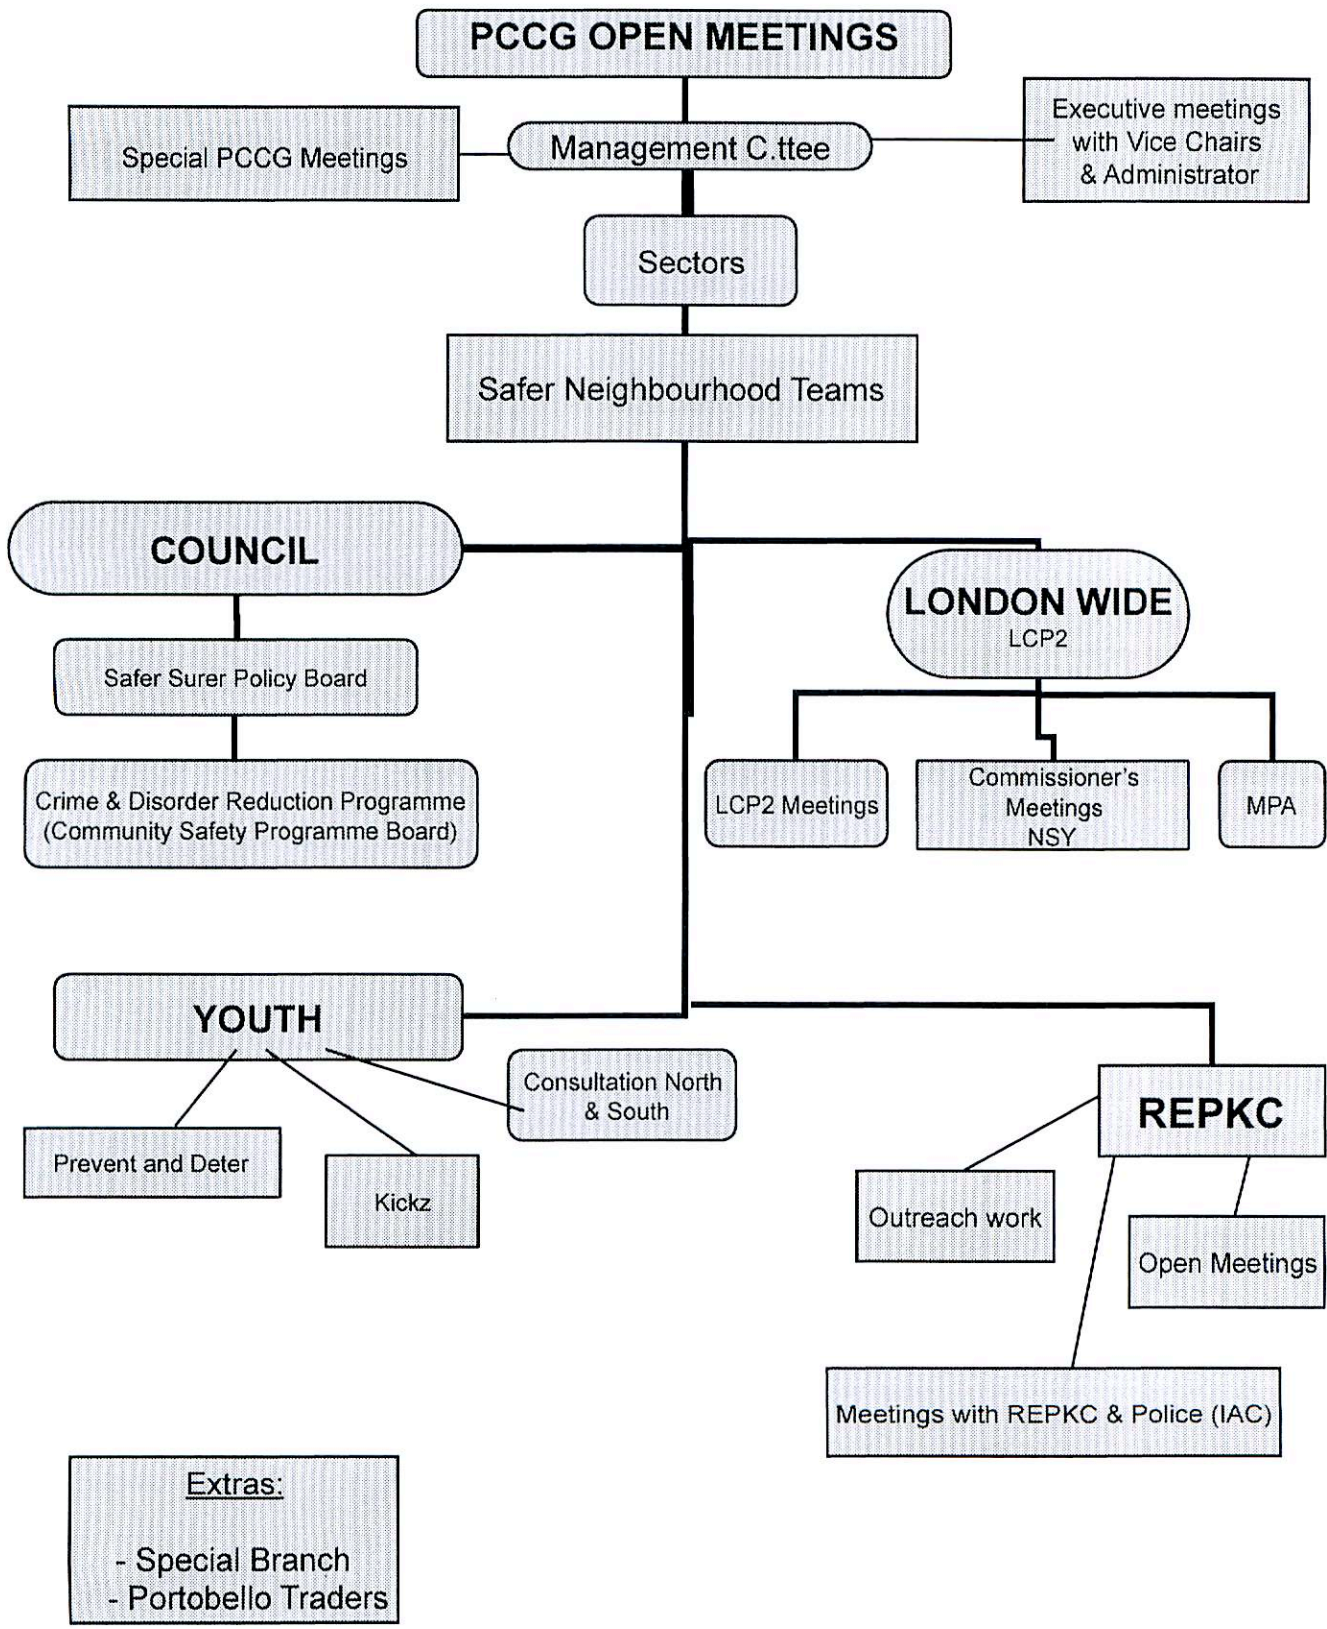 PCCG OPEN MEETINGS
Special PCCG Meetings
Management C.ttee
Executive meetings
with Vice Chairs
& Administrator
Sectors
Safer Neighbourhood Teams
COUNCIL
LONDON WIDE
LCP2
Safer Surer Policy Board
Crime & Disorder Reduction Programme
(Community Safety Programme Board)
LCP2 Meetings
Commissioner's
Meetings
NSY
MPA
YOUTH
Consultation North
& South
Prevent and Deter
Kickz
REPKC
Outreach work
Open Meetings
Meetings with REPKC & Police (IAC)
Extras:
- Special Branch
- Portobello Traders